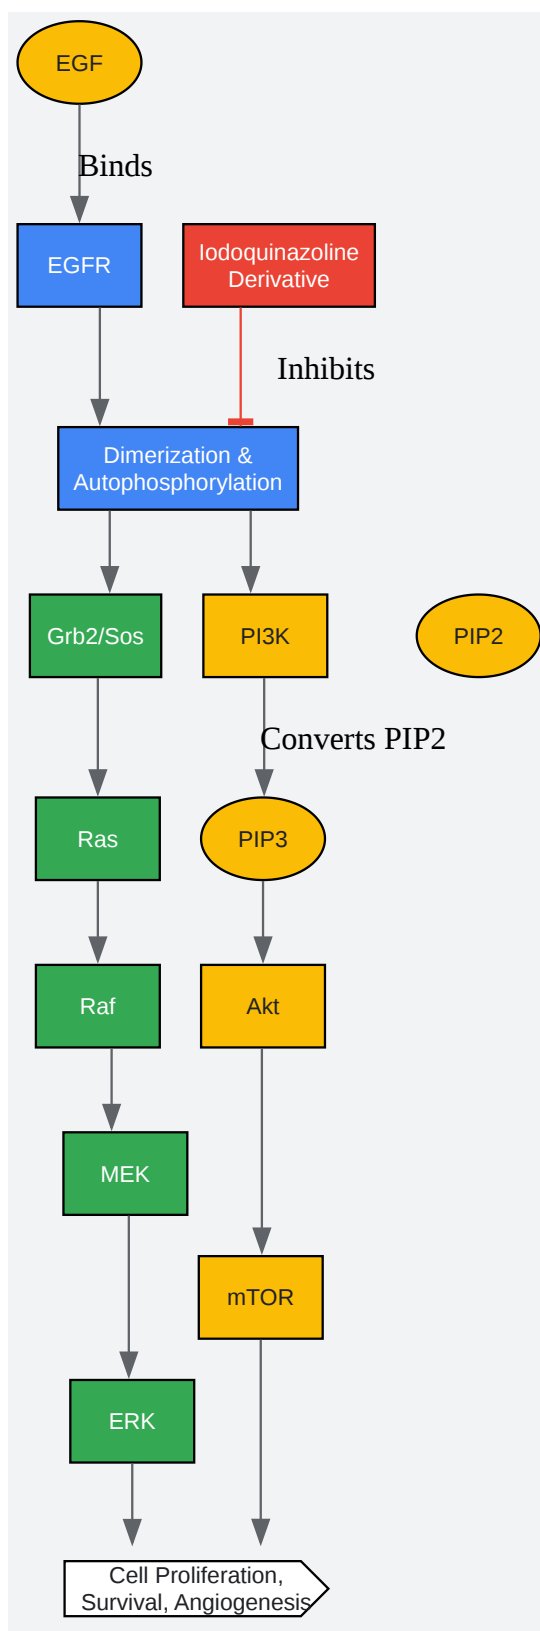 EGF
Binds
EGFR
Iodoquinazoline
Derivative
Inhibits
Dimerization &
Autophosphorylation
Grb2/Sos
PI3K
PIP2
Converts PIP2
Ras
PIP3
Raf
Akt
MEK
mTOR
ERK
Cell Proliferation,
Survival, Angiogenesis